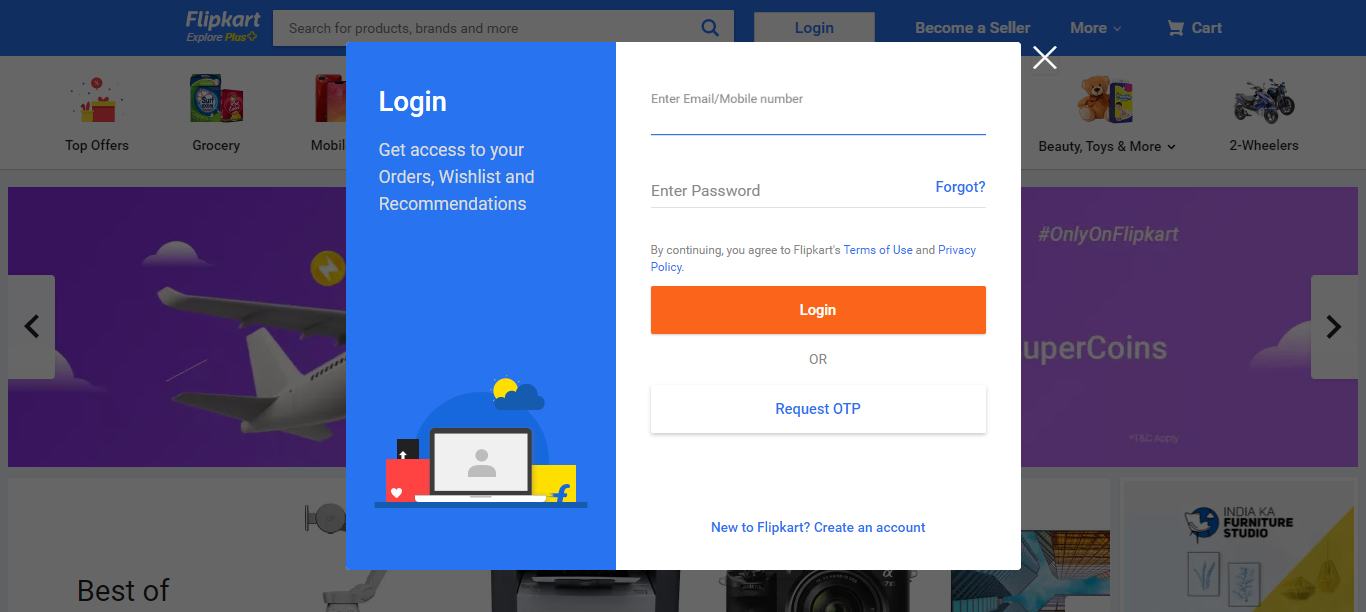 Flipkart
Explore Plus
Search for products, brands and more
Login
Become a Seller
More
Cart
Top Offers
Grocery
Beauty, Toys & More
2-Wheelers
Login
Get access to your
Orders, Wishlist and
Recommendations
Enter Email/Mobile number
Enter Password
Forgot?
By continuing, you agree to Flipkart's Terms of Use and Privacy
Policy.
Login
OR
Request OTP
New to Flipkart? Create an account
#OnlyOnFlipkart
uperCoins
*T&C Apply
Best of
INDIA KA
FURNITURE
STUDIO